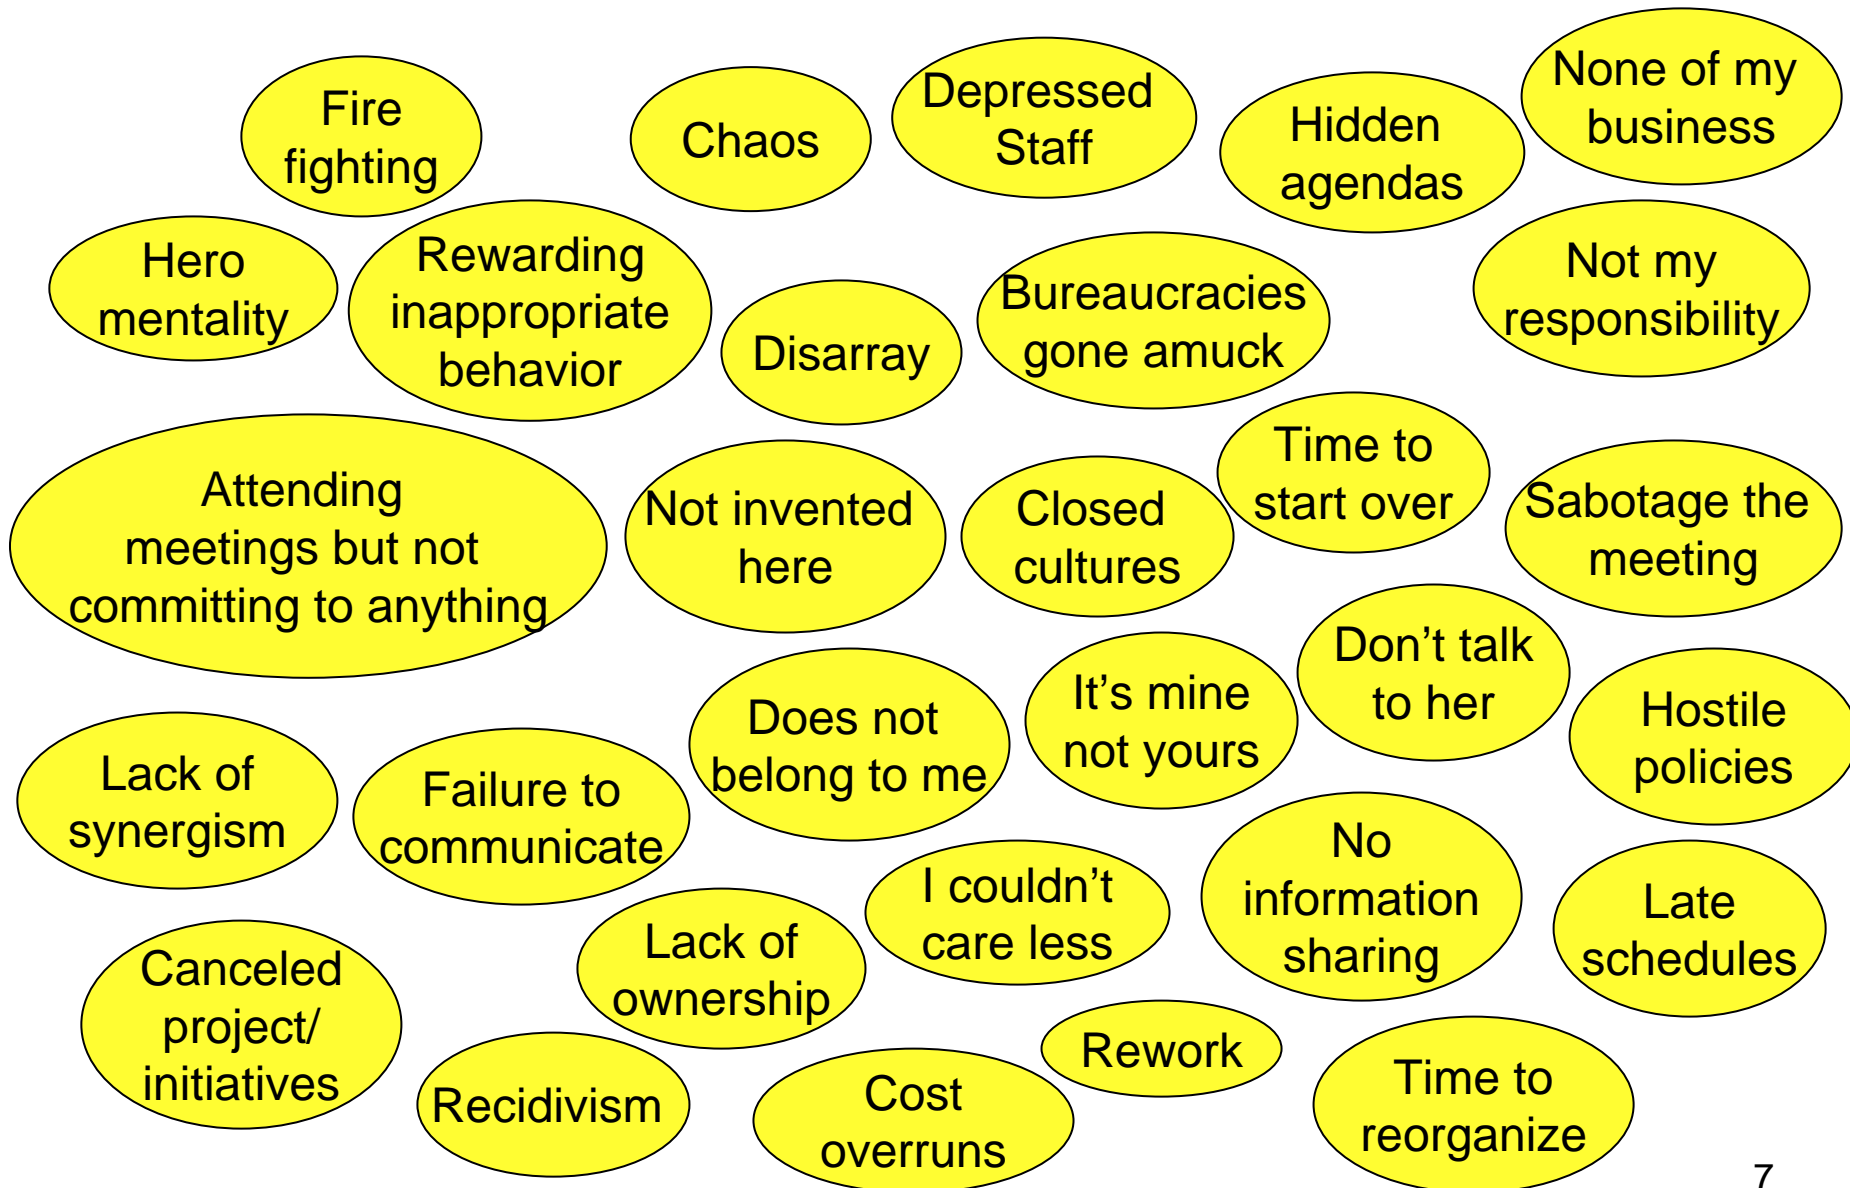 Fire
fighting
Chaos
Depressed
Staff
Hidden
agendas
None of my
business
Hero
mentality
Rewarding
inappropriate
behavior
Disarray
Bureaucracies
gone amuck
Not my
responsibility
Attending
meetings but not
committing to anything
Not invented
here
Closed
cultures
Time to
start over
Sabotage the
meeting
Lack of
synergism
Failure to
communicate
Does not
belong to me
It’s mine
not yours
Don’t talk
to her
Hostile
policies
Canceled
project/
initiatives
Recidivism
Lack of
ownership
I couldn’t
care less
No
information
sharing
Late
schedules
Cost
overruns
Rework
Time to
reorganize
7